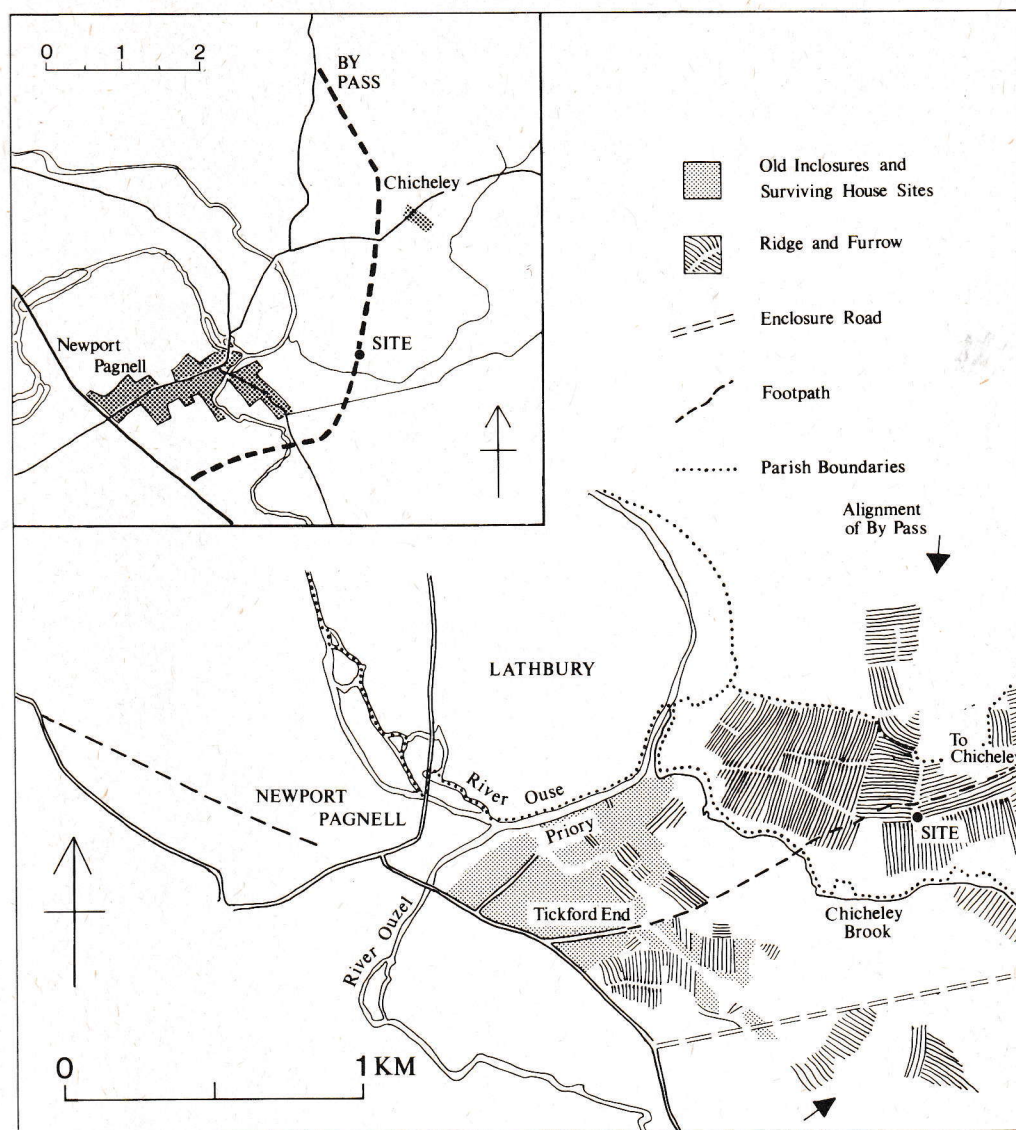 0 1 2
BY
PASS
Chicheley
SITE
Newport
Pagnell
Old Inclosures and
Surviving House Sites
Ridge and Furrow
Enclosure Road
Footpath
Parish Boundaries
Alignment
of By Pass
LATHBURY
To
Chicheley
NEWPORT
PAGNELL
River Ouse
Priory
SITE
Tickford End
River Ouzel
Chicheley
Brook
0 1 KM